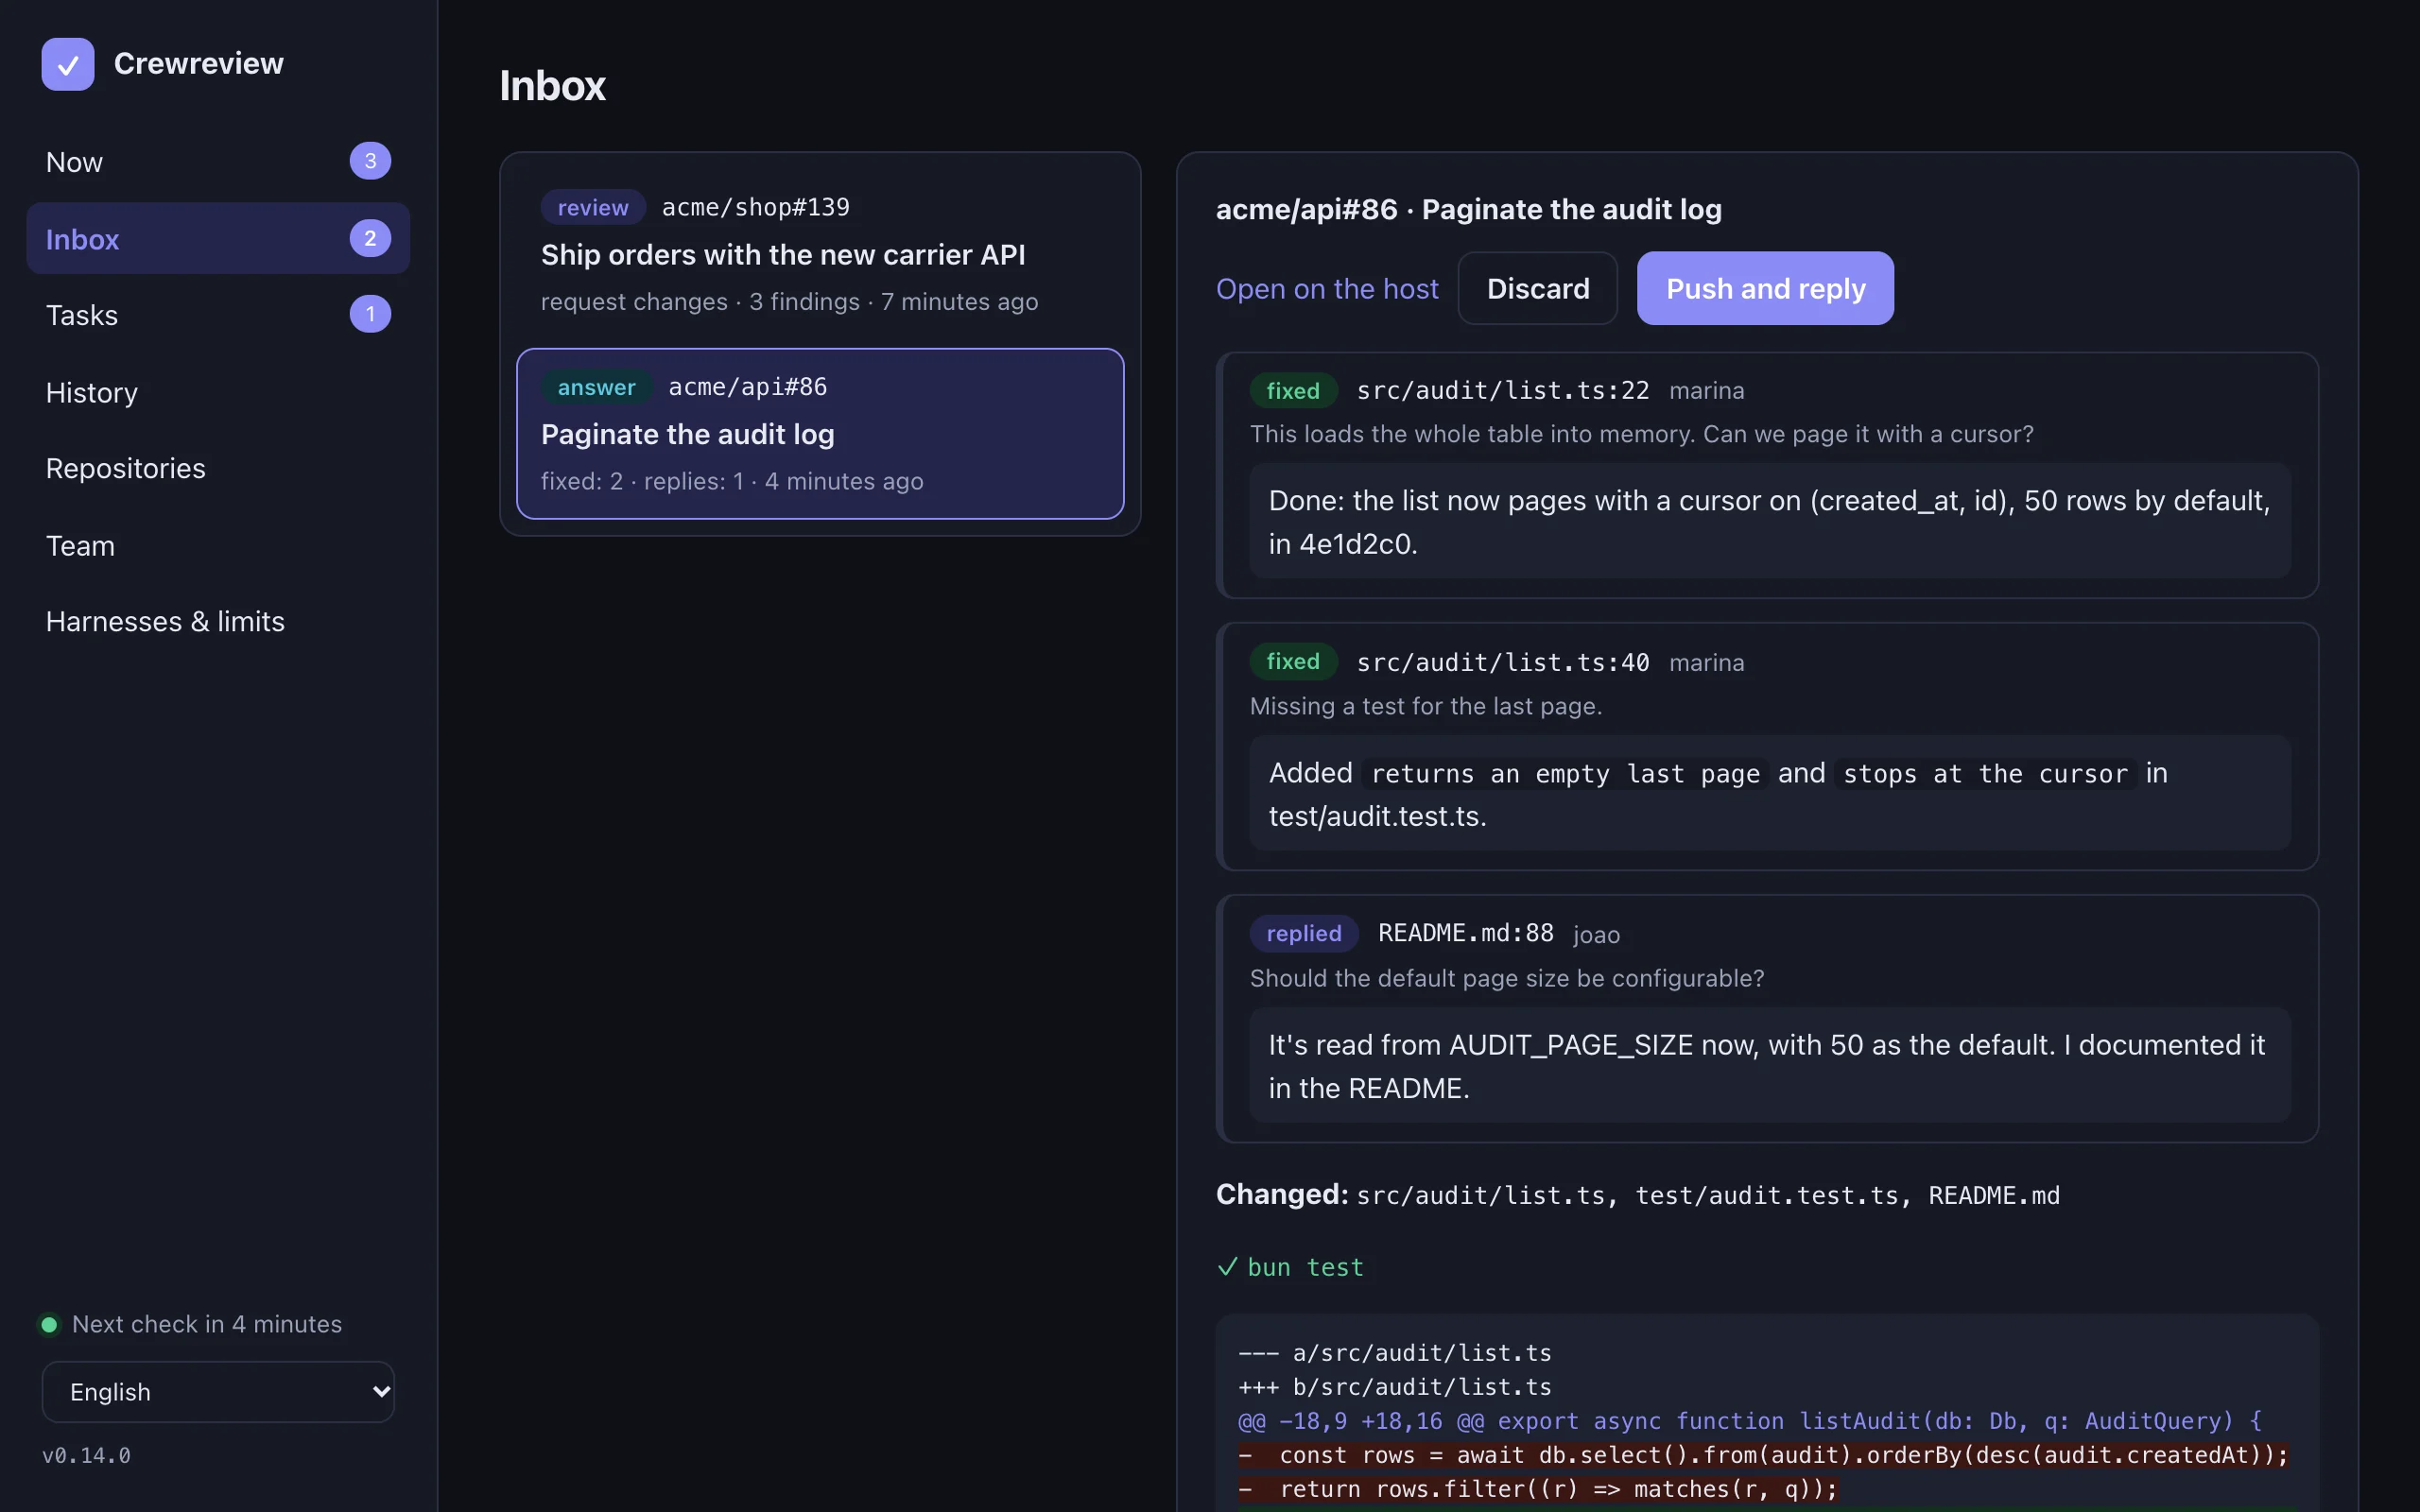 Crewreview
Now 3
Inbox 2
Tasks 1
History
Repositories
Team
Harnesses & limits
Next check in 4 minutes
English
v0.14.0
Inbox
review acme/shop#139
Ship orders with the new carrier API
request changes · 3 findings · 7 minutes ago
answer acme/api#86
Paginate the audit log
fixed: 2 · replies: 1 · 4 minutes ago
acme/api#86 · Paginate the audit log
Open on the host Discard Push and reply
fixed src/audit/list.ts:22 marina
This loads the whole table into memory. Can we page it with a cursor?
Done: the list now pages with a cursor on (created_at, id), 50 rows by default,
in 4e1d2c0.
fixed src/audit/list.ts:40 marina
Missing a test for the last page.
Added returns an empty last page and stops at the cursor in
test/audit.test.ts.
replied README.md:88 joao
Should the default page size be configurable?
It's read from AUDIT_PAGE_SIZE now, with 50 as the default. I documented it
in the README.
Changed: src/audit/list.ts, test/audit.test.ts, README.md
✓ bun test
--- a/src/audit/list.ts
+++ b/src/audit/list.ts
@@ -18,9 +18,16 @@ export async function listAudit(db: Db, q: AuditQuery) {
-  const rows = await db.select().from(audit).orderBy(desc(audit.createdAt));
-  return rows.filter((r) => matches(r, q));